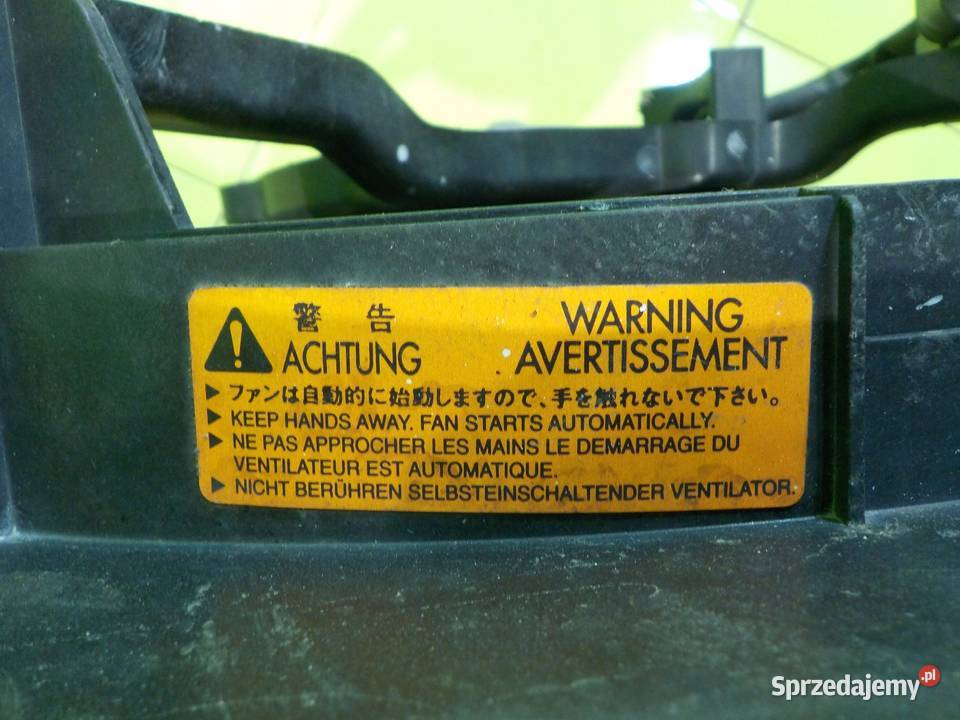 警告 WARNING
ACHTUNG AVERTISSEMENT
▶ ファンは自動的に始動しますので、手を触れないで下さい。
▶ KEEP HANDS AWAY. FAN STARTS AUTOMATICALLY.
▶ NE PAS APPROCHER LES MAINS LE DEMARRAGE DU
VENTILATEUR EST AUTOMATIQUE.
▶ NICHT BERÜHREN SELBSTEINSCHALTENDER VENTILATOR.
Sprzedajemy.pl